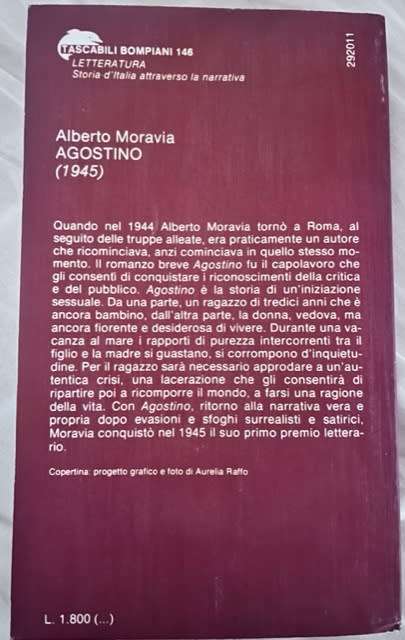 TASCABILI BOMPIANI 146
LETTERATURA
Storia d'Italia attraverso la narrativa
292011
Alberto Moravia
AGOSTINO
(1945)
Quando nel 1944 Alberto Moravia tornò a Roma, al
seguito delle truppe alleate, era praticamente un autore
che ricominciava, anzi cominciava in quello stesso mo-
mento. Il romanzo breve Agostino fu il capolavoro che
gli consentì di conquistare i riconoscimenti della critica
e del pubblico. Agostino è la storia di un'iniziazione
sessuale. Da una parte, un ragazzo di tredici anni che è
ancora bambino, dall'altra parte, la donna, vedova, ma
ancora fiorente e desiderosa di vivere. Durante una va-
canza al mare i rapporti di purezza intercorrenti tra il
figlio e la madre si guastano, si corrompono d'inquietu-
dine. Per il ragazzo sarà necessario approdare a un'au-
tentica crisi, una lacerazione che gli consentirà di
ripartire poi a ricomporre il mondo, a farsi una ragione
della vita. Con Agostino, ritorno alla narrativa vera e
propria dopo evasioni e sfoghi surrealisti e satirici,
Moravia conquistò nel 1945 il suo primo premio lettera-
rio.
Copertina: progetto grafico e foto di Aurelia Raffo
L. 1.800 (...)